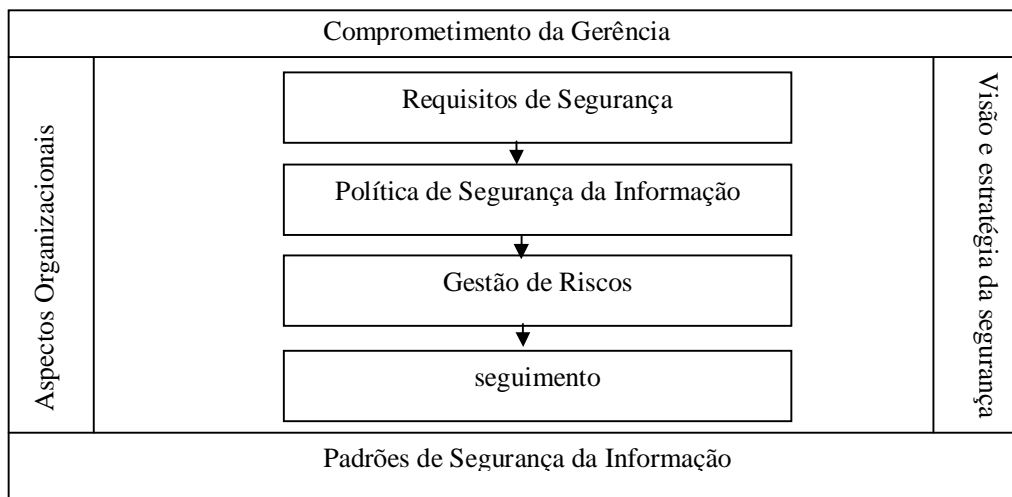 Comprometimento da Gerência
Aspectos Organizacionais
Requisitos de Segurança
Política de Segurança da Informação
Gestão de Riscos
seguimento
Visão e estratégia da segurança
Padrões de Segurança da Informação